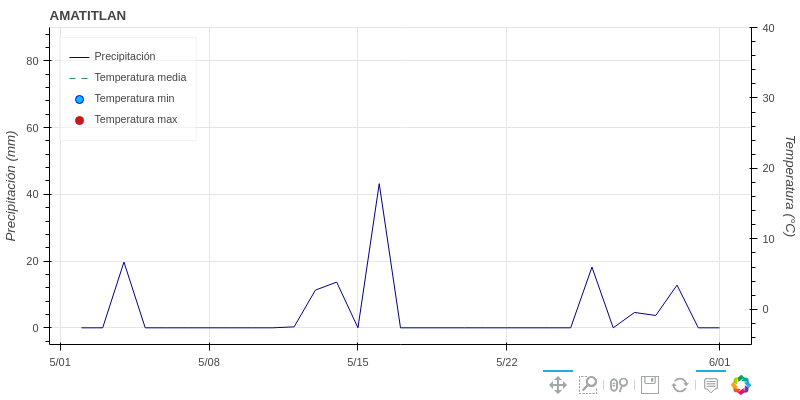 AMATITLAN
Precipitación
Temperatura media
Temperatura min
Temperatura max
Precipitación (mm)
80
60
40
20
0
Temperatura (°C)
40
30
20
10
0
5/01
5/08
5/15
5/22
6/01